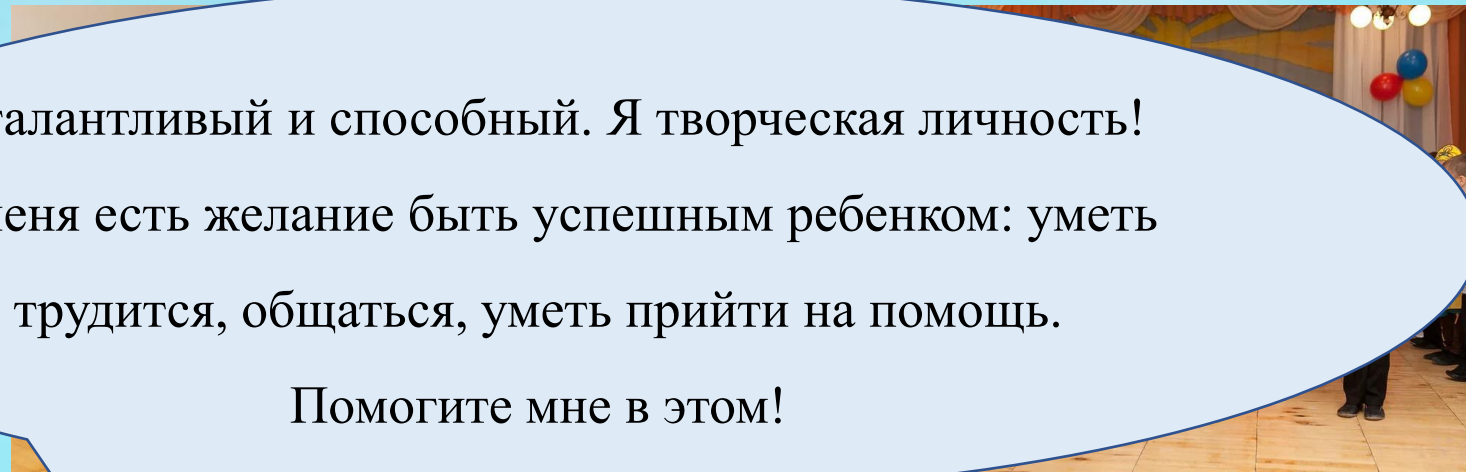 талантливый и способный. Я творческая личность!
меня есть желание быть успешным ребенком: уметь
трудится, общаться, уметь прийти на помощь.
Помогите мне в этом!